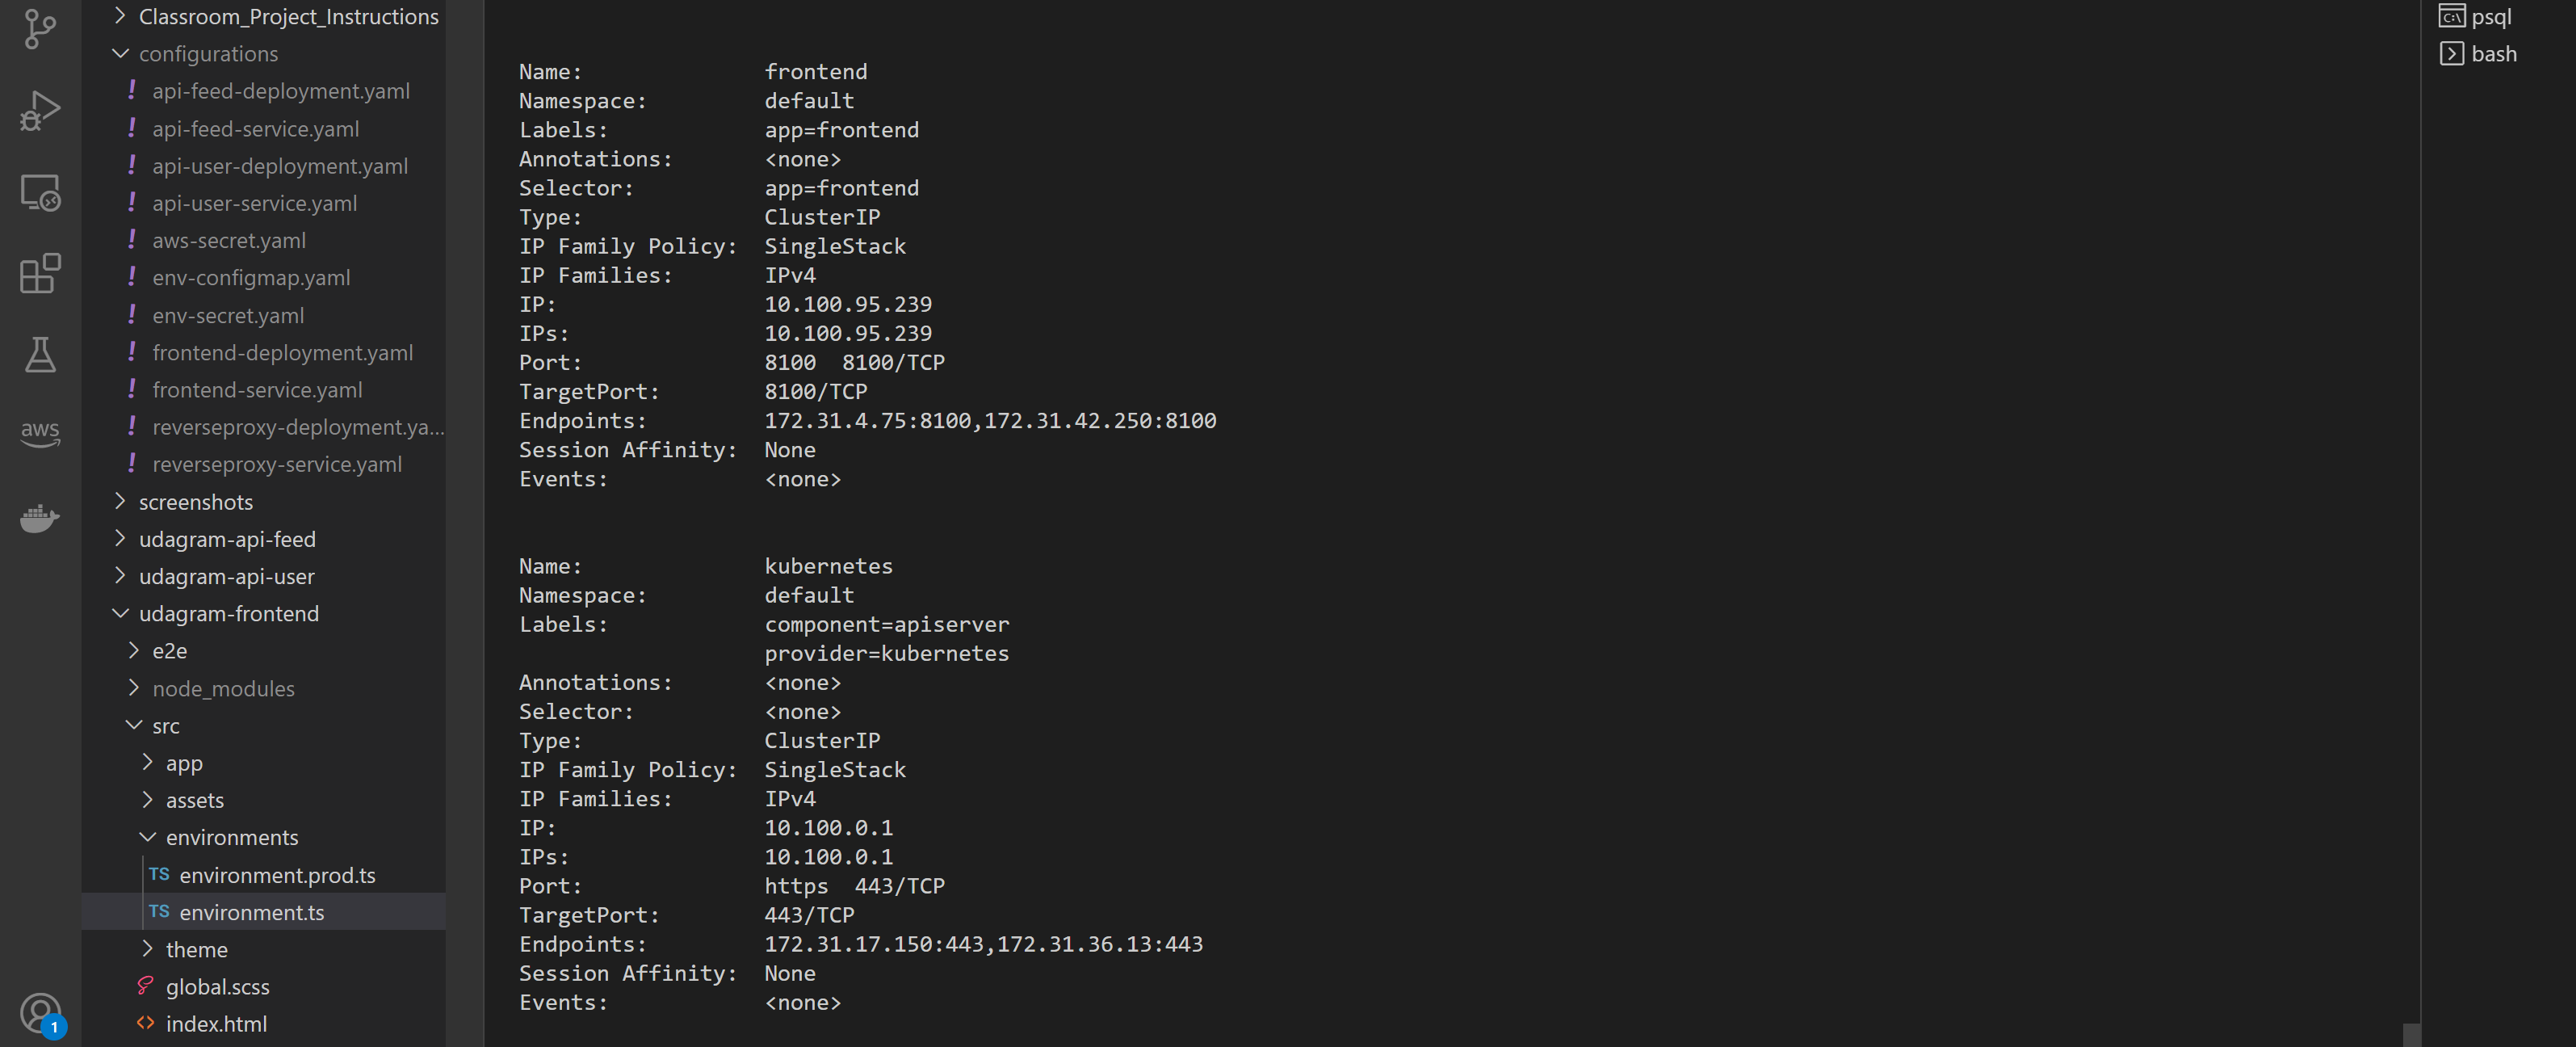 Classroom_Project_Instructions
configurations
! api-feed-deployment.yaml
! api-feed-service.yaml
! api-user-deployment.yaml
! api-user-service.yaml
! aws-secret.yaml
! env-configmap.yaml
! env-secret.yaml
! frontend-deployment.yaml
! frontend-service.yaml
! reverseproxy-deployment.ya...
! reverseproxy-service.yaml
screenshots
udagram-api-feed
udagram-api-user
udagram-frontend
e2e
node_modules
src
app
assets
environments
TS environment.prod.ts
TS environment.ts
theme
global.scss
<> index.html
aws
1
Name: frontend
Namespace: default
Labels: app=frontend
Annotations: <none>
Selector: app=frontend
Type: ClusterIP
IP Family Policy: SingleStack
IP Families: IPv4
IP: 10.100.95.239
IPs: 10.100.95.239
Port: 8100 8100/TCP
TargetPort: 8100/TCP
Endpoints: 172.31.4.75:8100,172.31.42.250:8100
Session Affinity: None
Events: <none>
Name: kubernetes
Namespace: default
Labels: component=apiserver
provider=kubernetes
Annotations: <none>
Selector: <none>
Type: ClusterIP
IP Family Policy: SingleStack
IP Families: IPv4
IP: 10.100.0.1
IPs: 10.100.0.1
Port: https 443/TCP
TargetPort: 443/TCP
Endpoints: 172.31.17.150:443,172.31.36.13:443
Session Affinity: None
Events: <none>
C:\ psql
bash